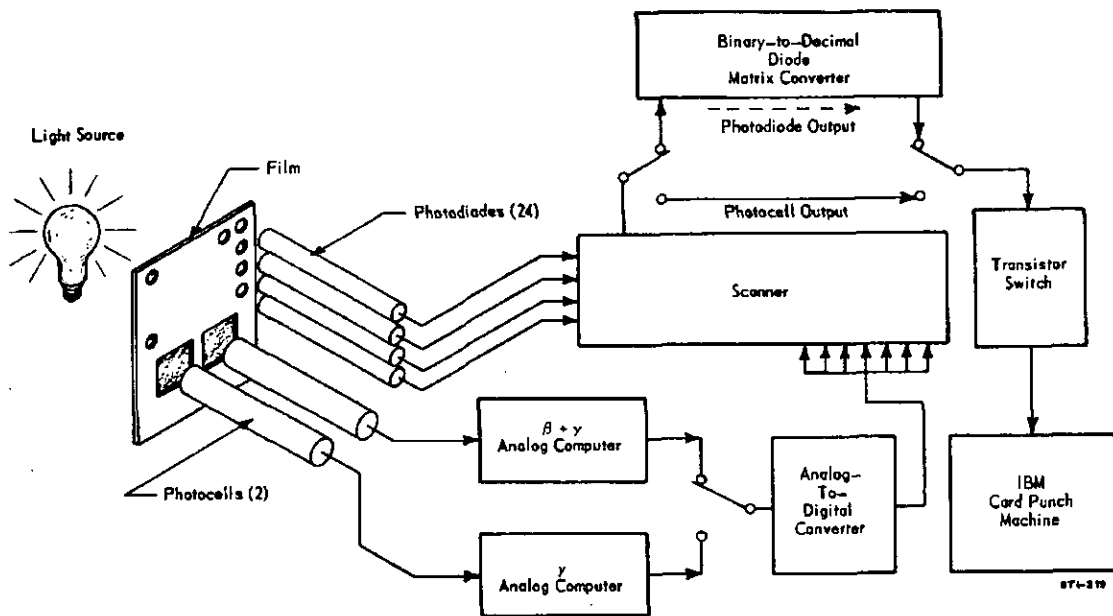 Binary-to-Decimal
Diode
Matrix Converter
Photodiode Output
Light Source
Film
Photodiades (24)
Photocell Output
Transistor
Switch
Scanner
β + γ
Analog Computer
Analog-
To-
Digital
Converter
IBM
Card Punch
Machine
Photocells (2)
γ
Analog Computer